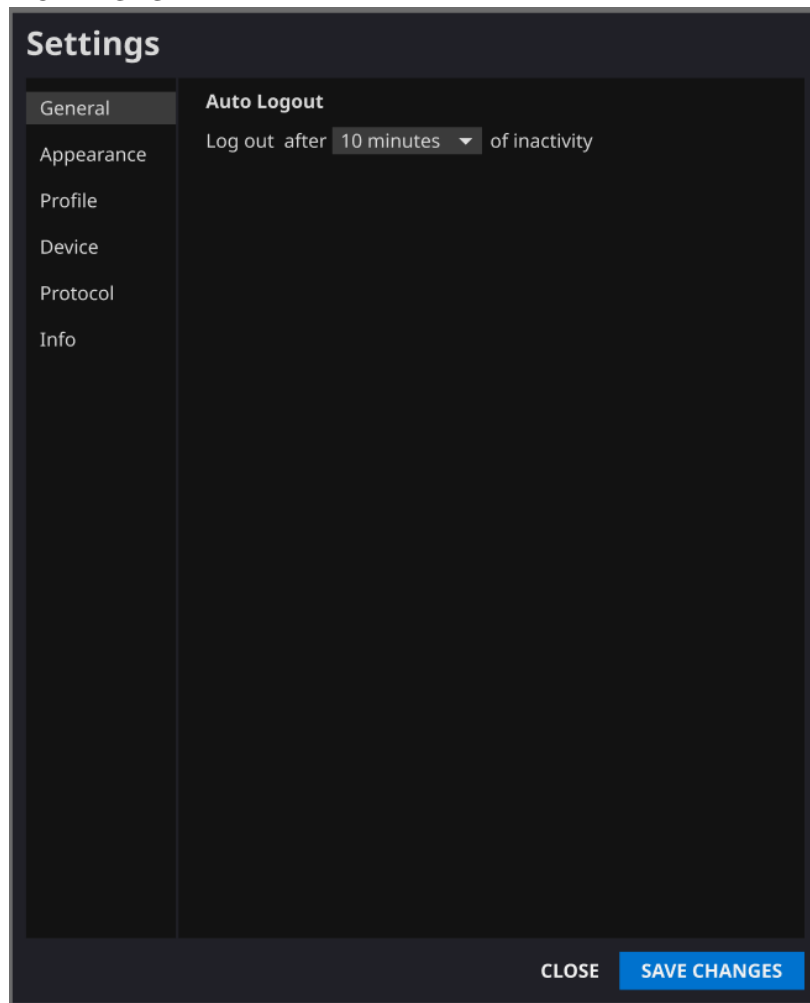 Settings
General
Appearance
Profile
Device
Protocol
Info
Auto Logout
Log out after 10 minutes of inactivity
CLOSE
SAVE CHANGES